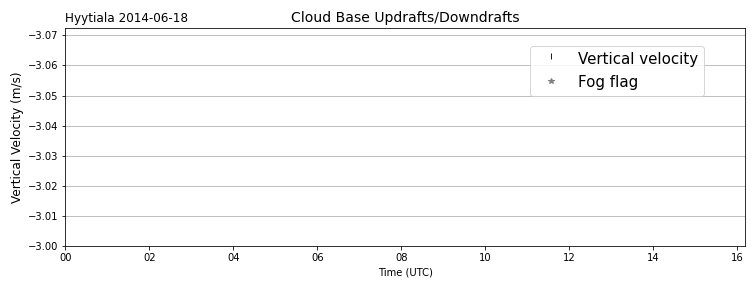 Hyytiala 2014-06-18
Cloud Base Updrafts/Downdrafts
−3.07
−3.06
−3.05
−3.04
−3.03
−3.02
−3.01
−3.00
Vertical Velocity (m/s)
Vertical velocity
Fog flag
00 02 04 06 08 10 12 14 16
Time (UTC)